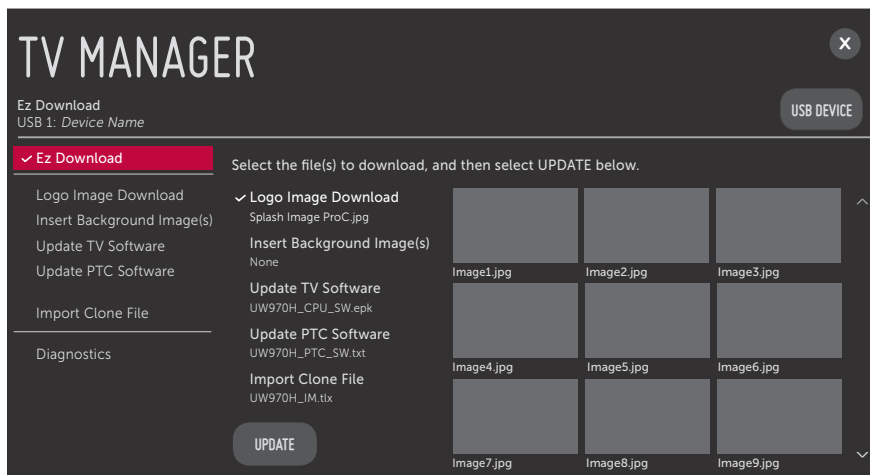 TV MANAGER
X
Ez Download
USB 1: Device Name
USB DEVICE
✓ Ez Download
Logo Image Download
Insert Background Image(s)
Update TV Software
Update PTC Software
Import Clone File
Diagnostics
Select the file(s) to download, and then select UPDATE below.
✓ Logo Image Download
Splash Image ProC.jpg
Insert Background Image(s)
None
Update TV Software
UW970H_CPU_SW.epk
Update PTC Software
UW970H_PTC_SW.txt
Import Clone File
UW970H_IM.tlx
UPDATE
Image1.jpg
Image2.jpg
Image3.jpg
Image4.jpg
Image5.jpg
Image6.jpg
Image7.jpg
Image8.jpg
Image9.jpg